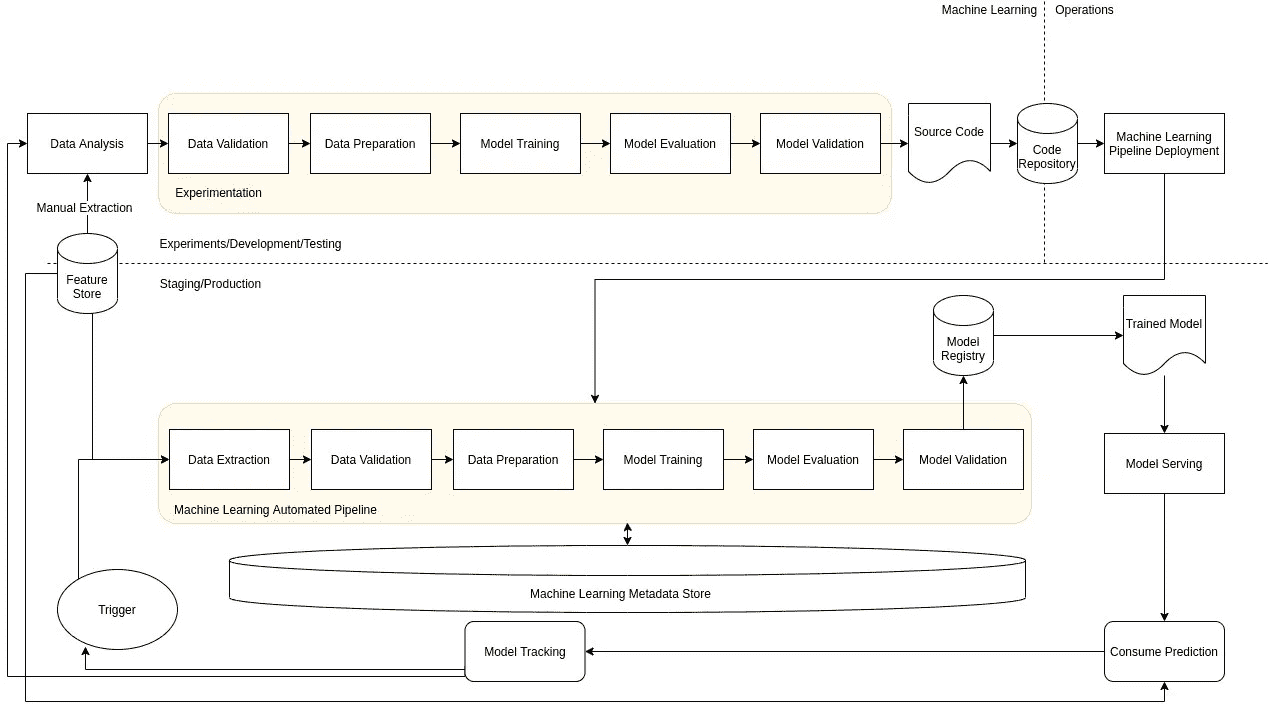 Machine Learning
Operations
Data Analysis
Data Validation
Data Preparation
Model Training
Model Evaluation
Model Validation
Source Code
Code
Repository
Machine Learning
Pipeline Deployment
Experimentation
Manual Extraction
Experiments/Development/Testing
Feature
Store
Staging/Production
Model
Registry
Trained Model
Data Extraction
Data Validation
Data Preparation
Model Training
Model Evaluation
Model Validation
Model Serving
Machine Learning Automated Pipeline
Machine Learning Metadata Store
Trigger
Model Tracking
Consume Prediction